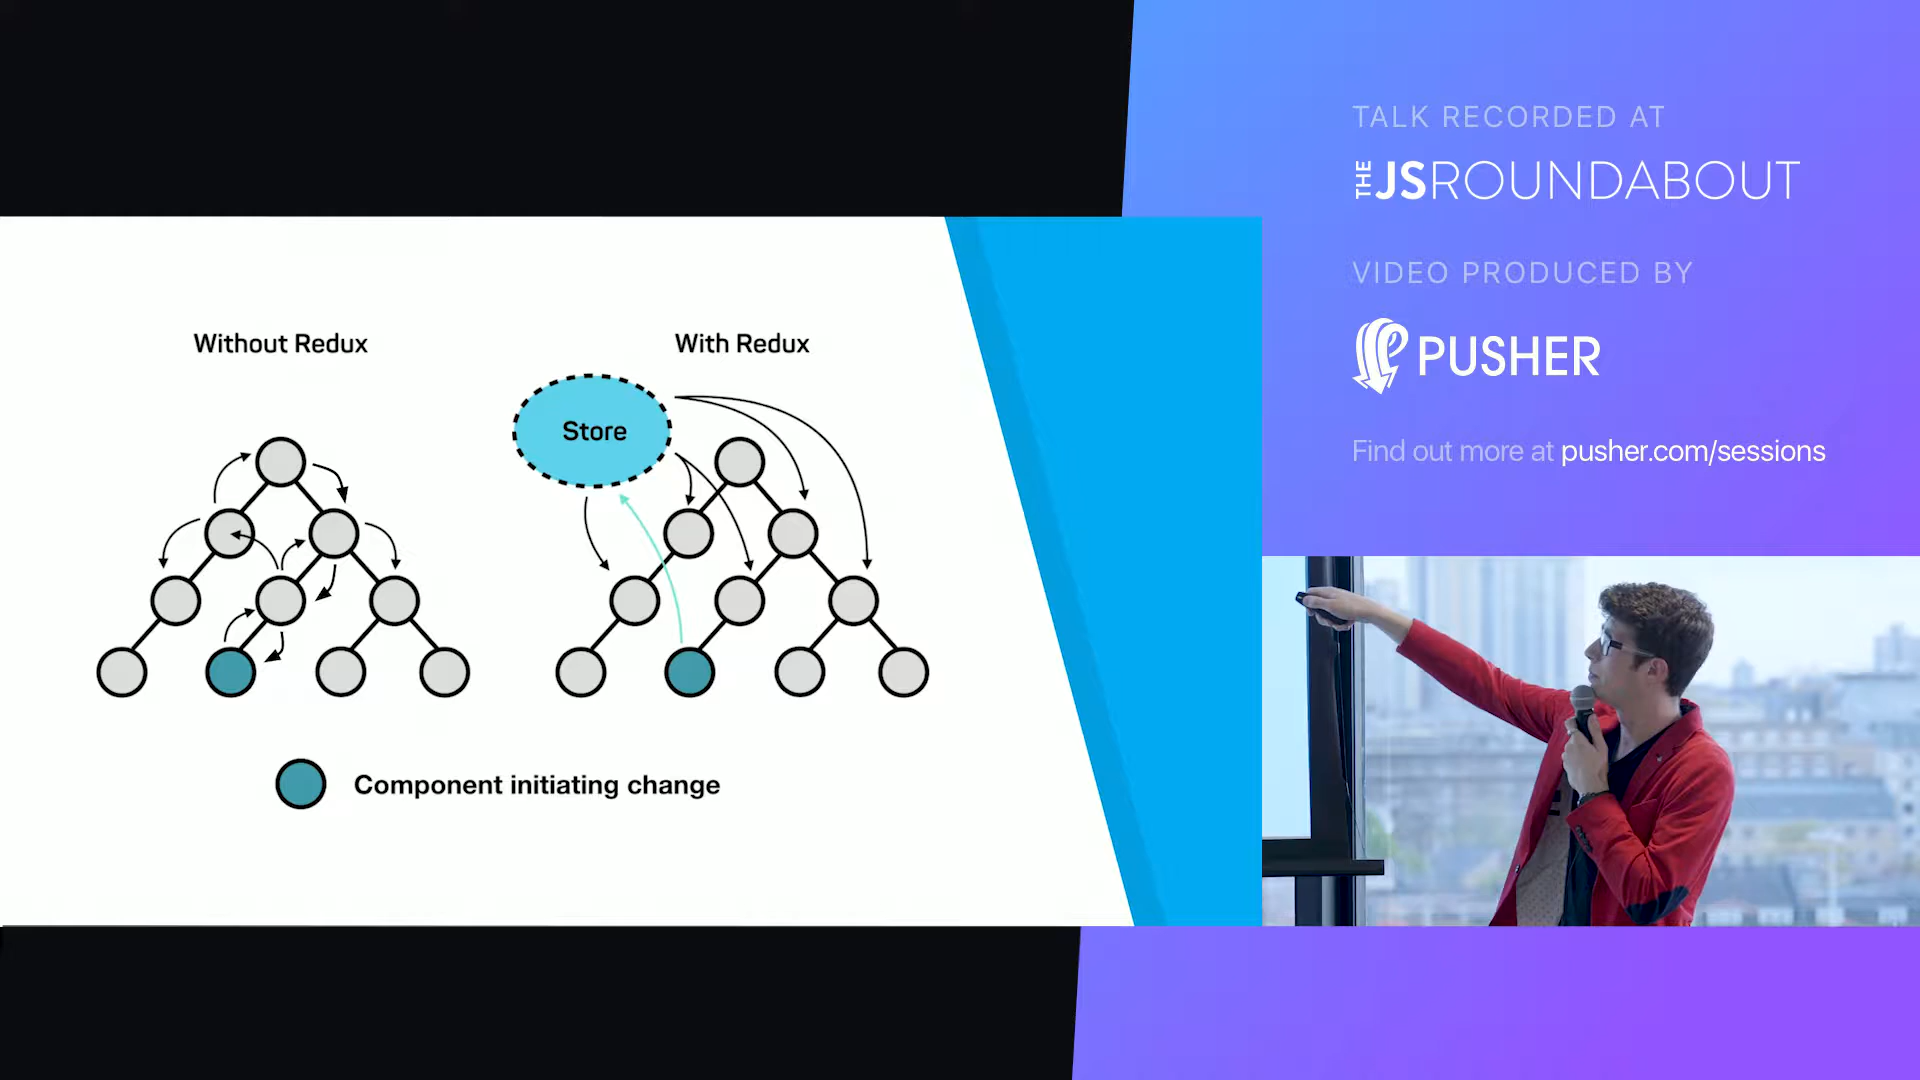 Without Redux
With Redux
Store
Component initiating change
TALK RECORDED AT
THE JSROUNDABOUT
VIDEO PRODUCED BY
PUSHER
Find out more at pusher.com/sessions